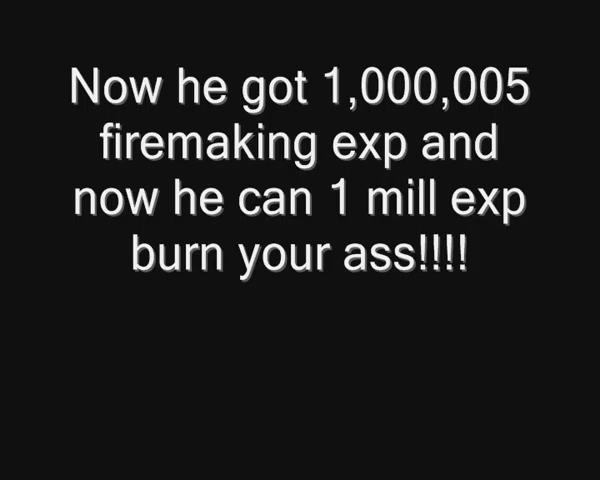 Now he got 1,000,005
firemaking exp and
now he can 1 mill exp
burn your ass!!!!